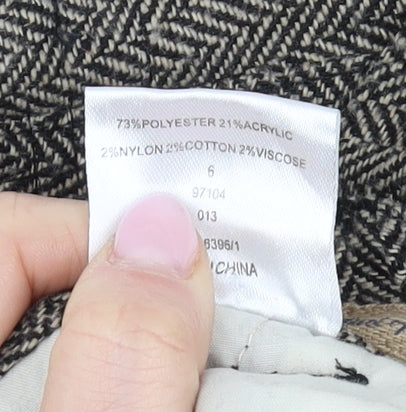 73%POLYESTER 21%ACRYLIC
2%NYLON 2%COTTON 2%VISCOSE
6
97104
013
6396/1
CHINA